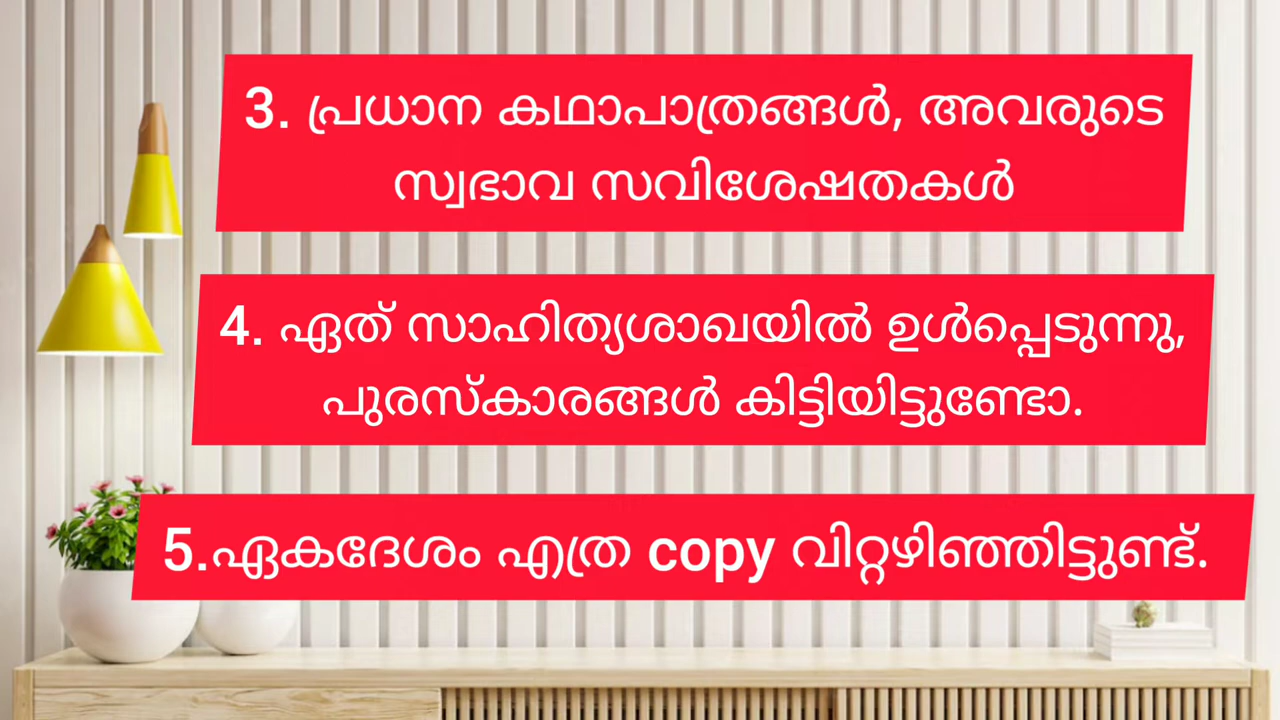 3. പ്രധാന കഥാപാത്രങ്ങൾ, അവരുടെ
സ്വഭാവ സവിശേഷതകൾ
4. ഏത് സാഹിത്യശാഖയിൽ ഉൾപ്പെടുന്നു,
പുരസ്കാരങ്ങൾ കിട്ടിയിട്ടുണ്ടോ.
5.ഏകദേശം എത്ര copy വിറ്റഴിഞ്ഞിട്ടുണ്ട്.